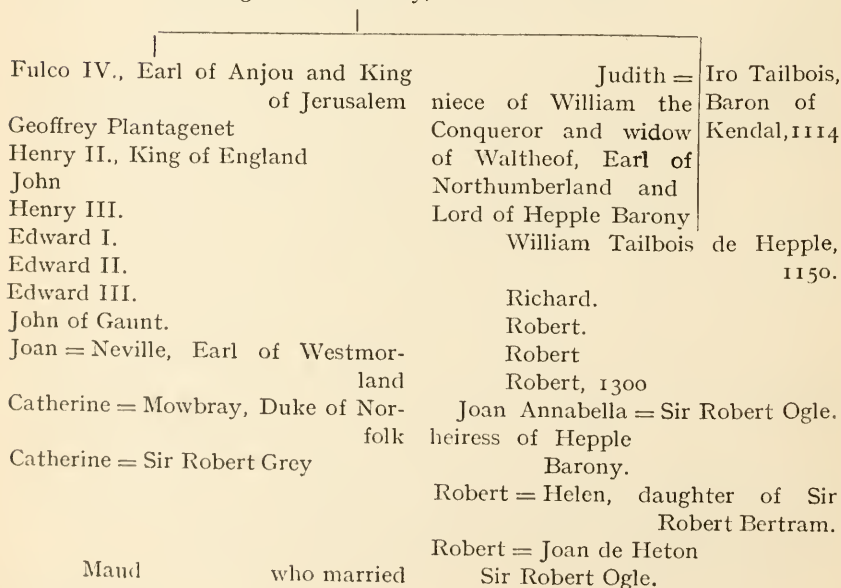 Fulco IV., Earl of Anjou and King
of Jerusalem
Geoffrey Plantagenet
Henry II., King of England
John
Henry III.
Edward I.
Edward II.
Edward III.
John of Gaunt.
Joan = Neville, Earl of Westmor-
land
Catherine = Mowbray, Duke of Nor-
folk
Catherine = Sir Robert Grey
Judith = Iro Tailbois,
niece of William the Baron of
Conqueror and widow Kendal, 1114
of Waltheof, Earl of
Northumberland and
Lord of Hepple Barony
William Tailbois de Hepple,
1150.
Richard.
Robert.
Robert
Robert, 1300
Joan Annabella = Sir Robert Ogle.
heiress of Hepple
Barony.
Robert = Helen, daughter of Sir
Robert Bertram.
Robert = Joan de Heton
Maud who married Sir Robert Ogle.